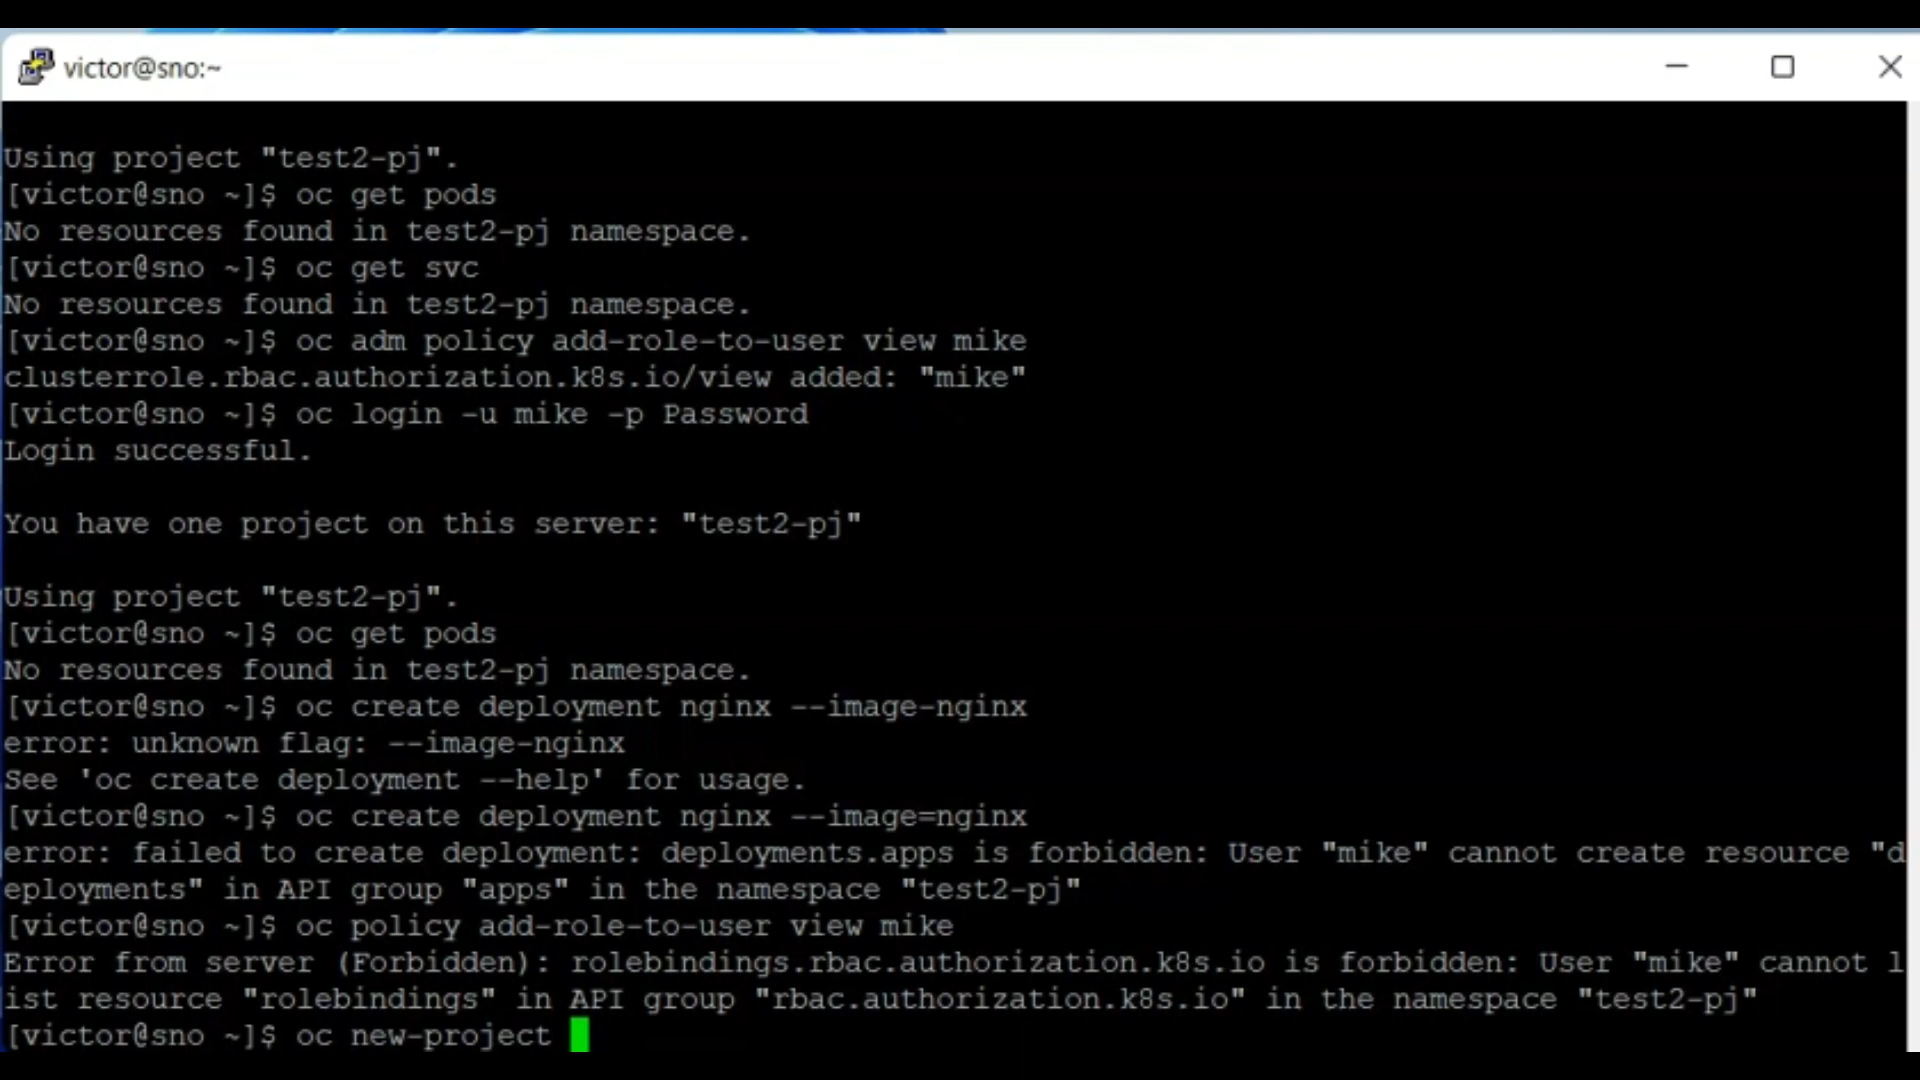 victor@sno:~
Using project "test2-pj".
[victor@sno ~]$ oc get pods
No resources found in test2-pj namespace.
[victor@sno ~]$ oc get svc
No resources found in test2-pj namespace.
[victor@sno ~]$ oc adm policy add-role-to-user view mike
clusterrole.rbac.authorization.k8s.io/view added: "mike"
[victor@sno ~]$ oc login -u mike -p Password
Login successful.
You have one project on this server: "test2-pj"
Using project "test2-pj".
[victor@sno ~]$ oc get pods
No resources found in test2-pj namespace.
[victor@sno ~]$ oc create deployment nginx --image-nginx
error: unknown flag: --image-nginx
See 'oc create deployment --help' for usage.
[victor@sno ~]$ oc create deployment nginx --image=nginx
error: failed to create deployment: deployments.apps is forbidden: User "mike" cannot create resource "d
eployments" in API group "apps" in the namespace "test2-pj"
[victor@sno ~]$ oc policy add-role-to-user view mike
Error from server (Forbidden): rolebindings.rbac.authorization.k8s.io is forbidden: User "mike" cannot l
ist resource "rolebindings" in API group "rbac.authorization.k8s.io" in the namespace "test2-pj"
[victor@sno ~]$ oc new-project